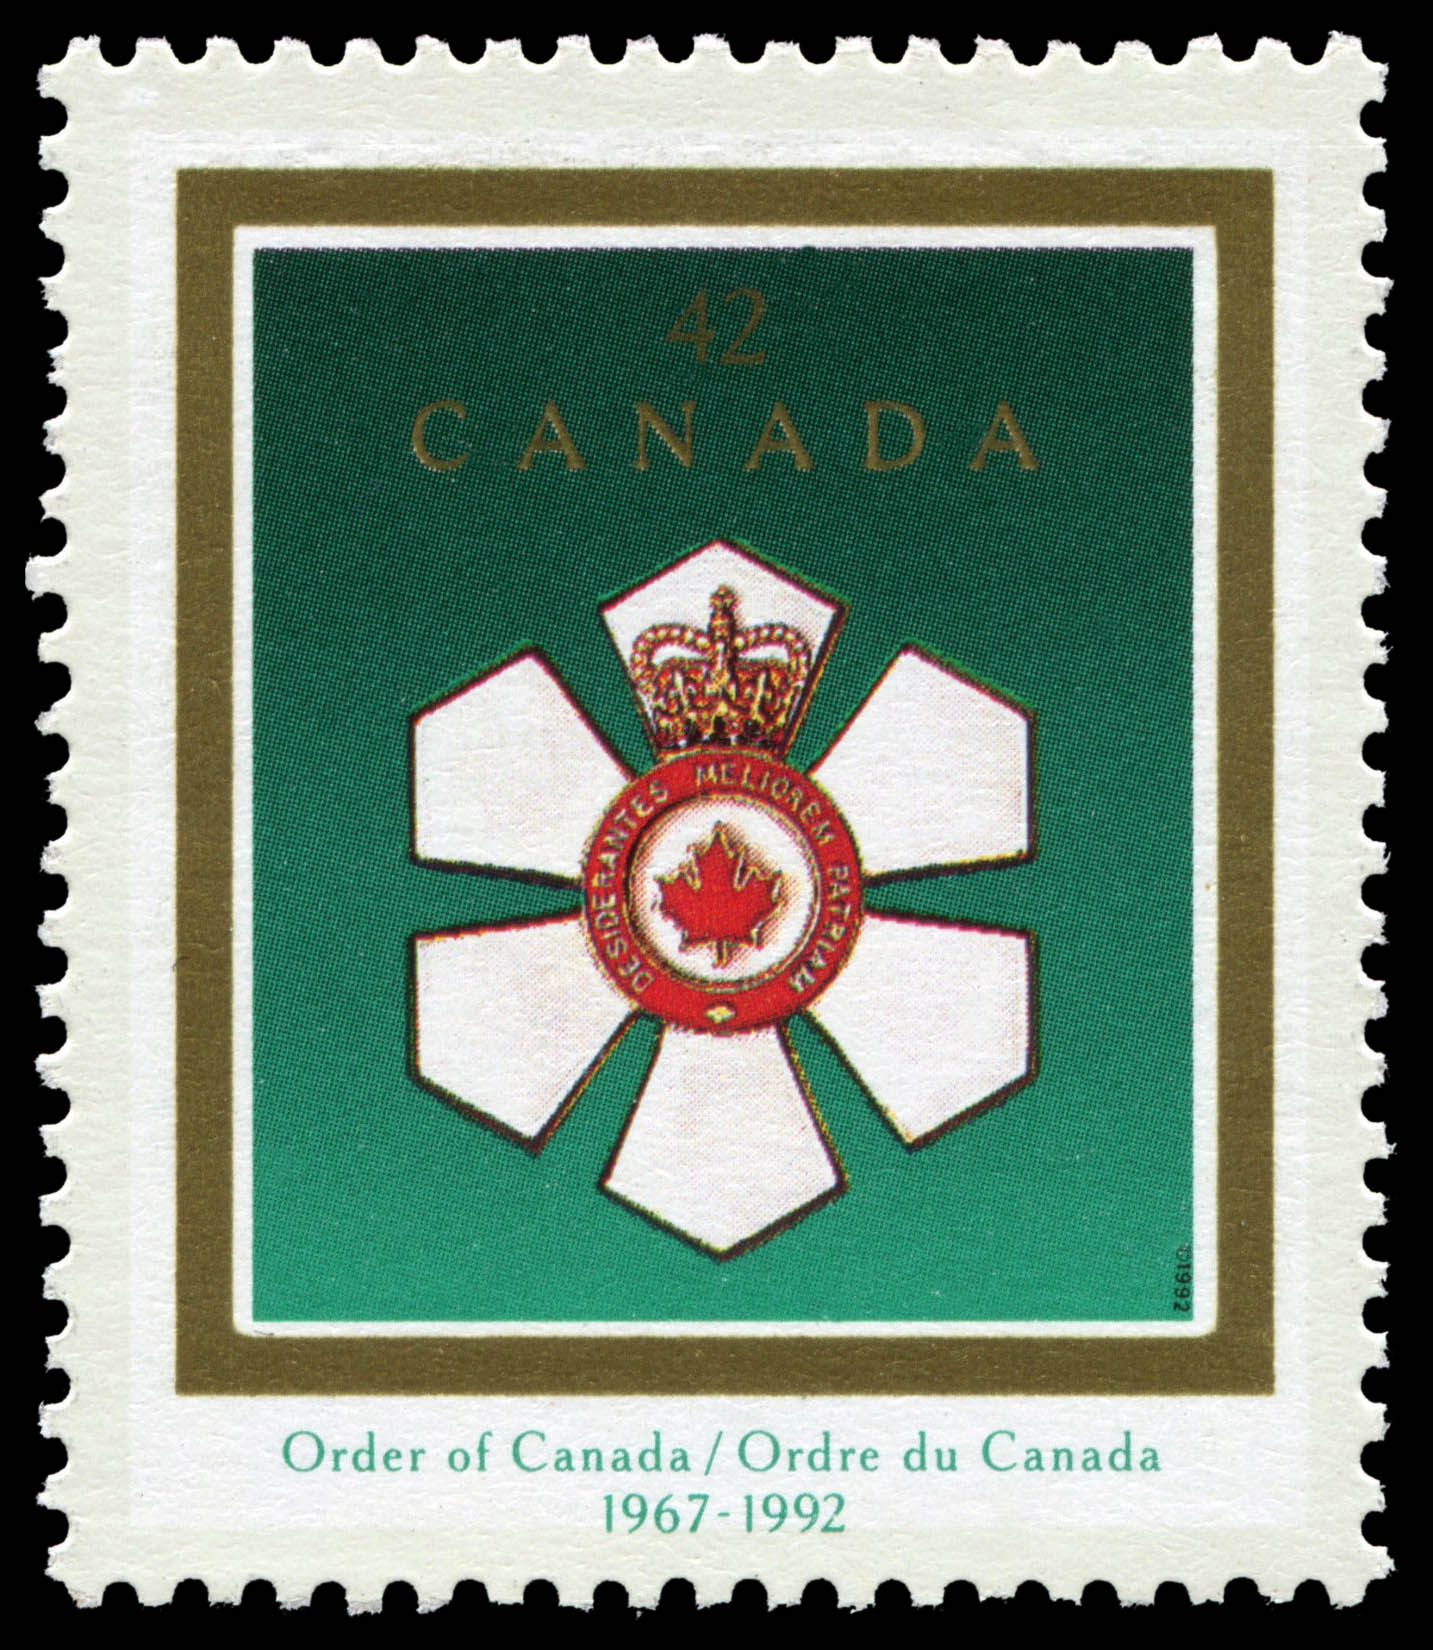 42
CANADA
DESIDERANTES MELIOREM PATRIAM
©1992
Order of Canada / Ordre du Canada
1967-1992